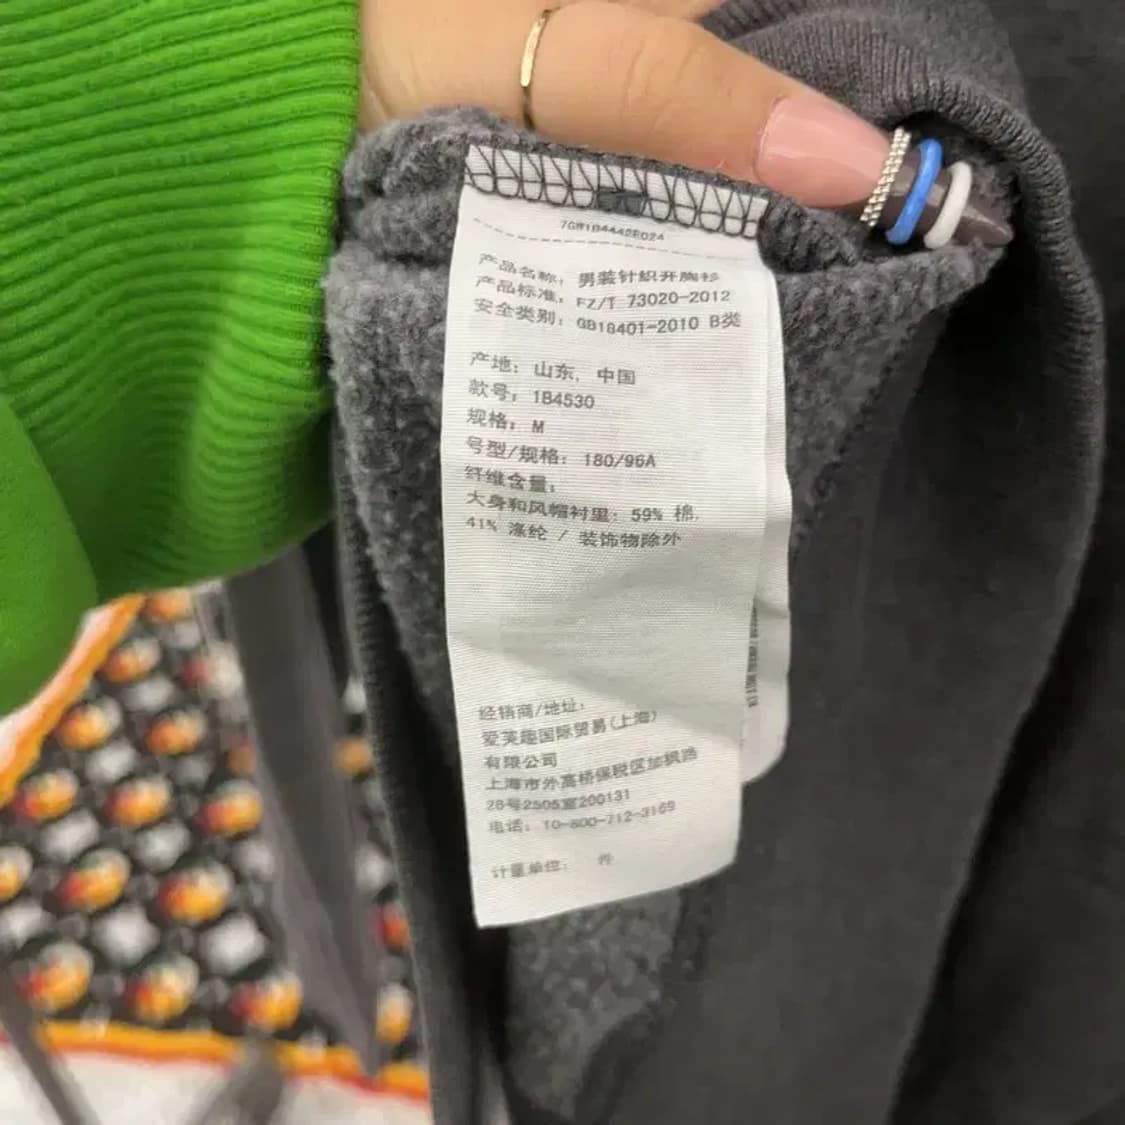 7GW1B4442E024
产品名称: 男装针织开胸衫
产品标准: FZ/T 73020-2012
安全类别: GB18401-2010 B类
产地: 山东, 中国
款号: 1B4530
规格: M
号型/规格: 180/96A
纤维含量:
大身和风帽衬里: 59% 棉,
41% 涤纶 / 装饰物除外
经销商/地址:
爱芙趣国际贸易(上海)
有限公司
上海市外高桥保税区加枫路
28号2505室200131
电话: 10-800-712-3169
计量单位: 件